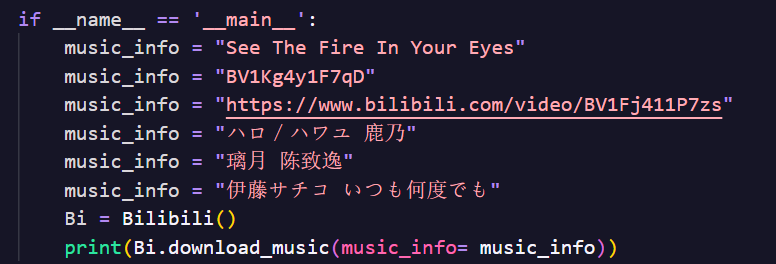 if __name__ == '__main__':
    music_info = "See The Fire In Your Eyes"
    music_info = "BV1Kg4y1F7qD"
    music_info = "https://www.bilibili.com/video/BV1Fj411P7zs"
    music_info = "ハロ/ハワユ 鹿乃"
    music_info = "璃月 陈致逸"
    music_info = "伊藤サチコ いつも何度でも"
    Bi = Bilibili()
    print(Bi.download_music(music_info= music_info))